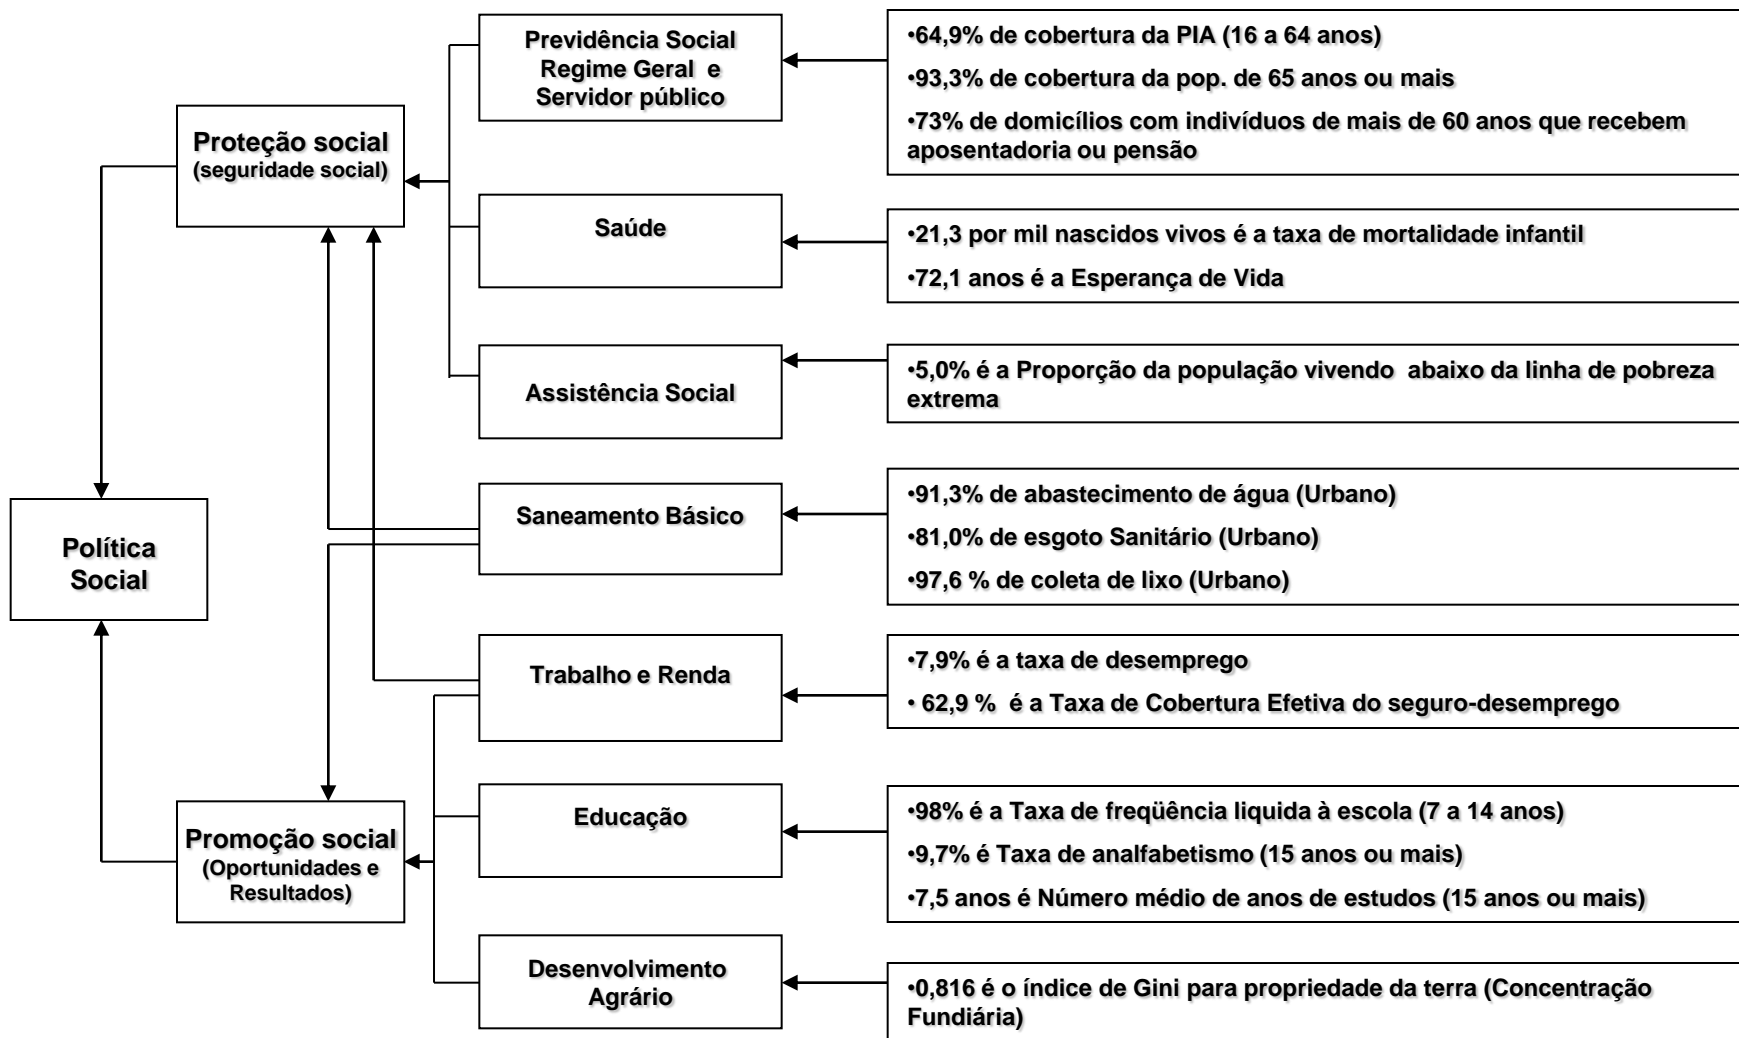 Previdência Social
Regime Geral e
Servidor público
•64,9% de cobertura da PIA (16 a 64 anos)
•93,3% de cobertura da pop. de 65 anos ou mais
•73% de domicílios com indivíduos de mais de 60 anos que recebem
aposentadoria ou pensão
Proteção social
(seguridade social)
Saúde
•21,3 por mil nascidos vivos é a taxa de mortalidade infantil
•72,1 anos é a Esperança de Vida
Assistência Social
•5,0% é a Proporção da população vivendo abaixo da linha de pobreza
extrema
Política
Social
Saneamento Básico
•91,3% de abastecimento de água (Urbano)
•81,0% de esgoto Sanitário (Urbano)
•97,6 % de coleta de lixo (Urbano)
Trabalho e Renda
•7,9% é a taxa de desemprego
• 62,9 % é a Taxa de Cobertura Efetiva do seguro-desemprego
Promoção social
(Oportunidades e
Resultados)
Educação
•98% é a Taxa de freqüência liquida à escola (7 a 14 anos)
•9,7% é Taxa de analfabetismo (15 anos ou mais)
•7,5 anos é Número médio de anos de estudos (15 anos ou mais)
Desenvolvimento
Agrário
•0,816 é o índice de Gini para propriedade da terra (Concentração
Fundiária)